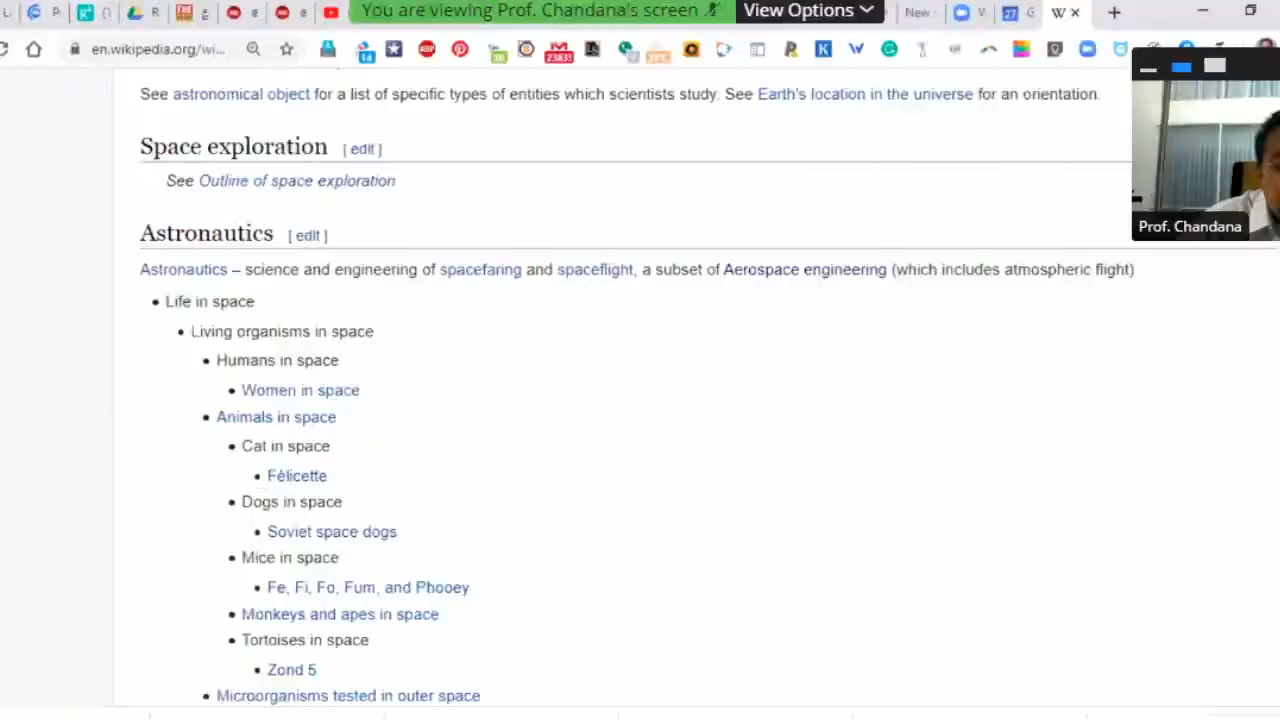 You are viewing Prof. Chandana's screen
View Options
New
en.wikipedia.org/wi...
See astronomical object for a list of specific types of entities which scientists study. See Earth's location in the universe for an orientation.
Space exploration [ edit ]
See Outline of space exploration
Prof. Chandana
Astronautics [ edit ]
Astronautics – science and engineering of spacefaring and spaceflight, a subset of Aerospace engineering (which includes atmospheric flight)
• Life in space
• Living organisms in space
• Humans in space
• Women in space
• Animals in space
• Cat in space
• Félicette
• Dogs in space
• Soviet space dogs
• Mice in space
• Fe, Fi, Fo, Fum, and Phooey
• Monkeys and apes in space
• Tortoises in space
• Zond 5
• Microorganisms tested in outer space